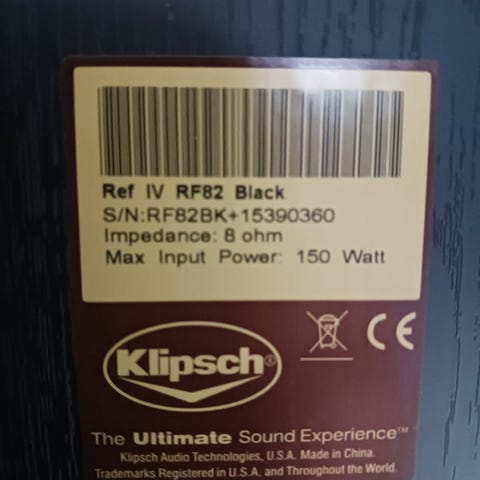 Ref IV RF82 Black
S/N:RF82BK+15390360
Impedance: 8 ohm
Max Input Power: 150 Watt
CE
Klipsch®
The Ultimate Sound Experience™
Klipsch Audio Technologies, U.S.A. Made in China.
Trademarks Registered in U.S.A. and Throughout the World.